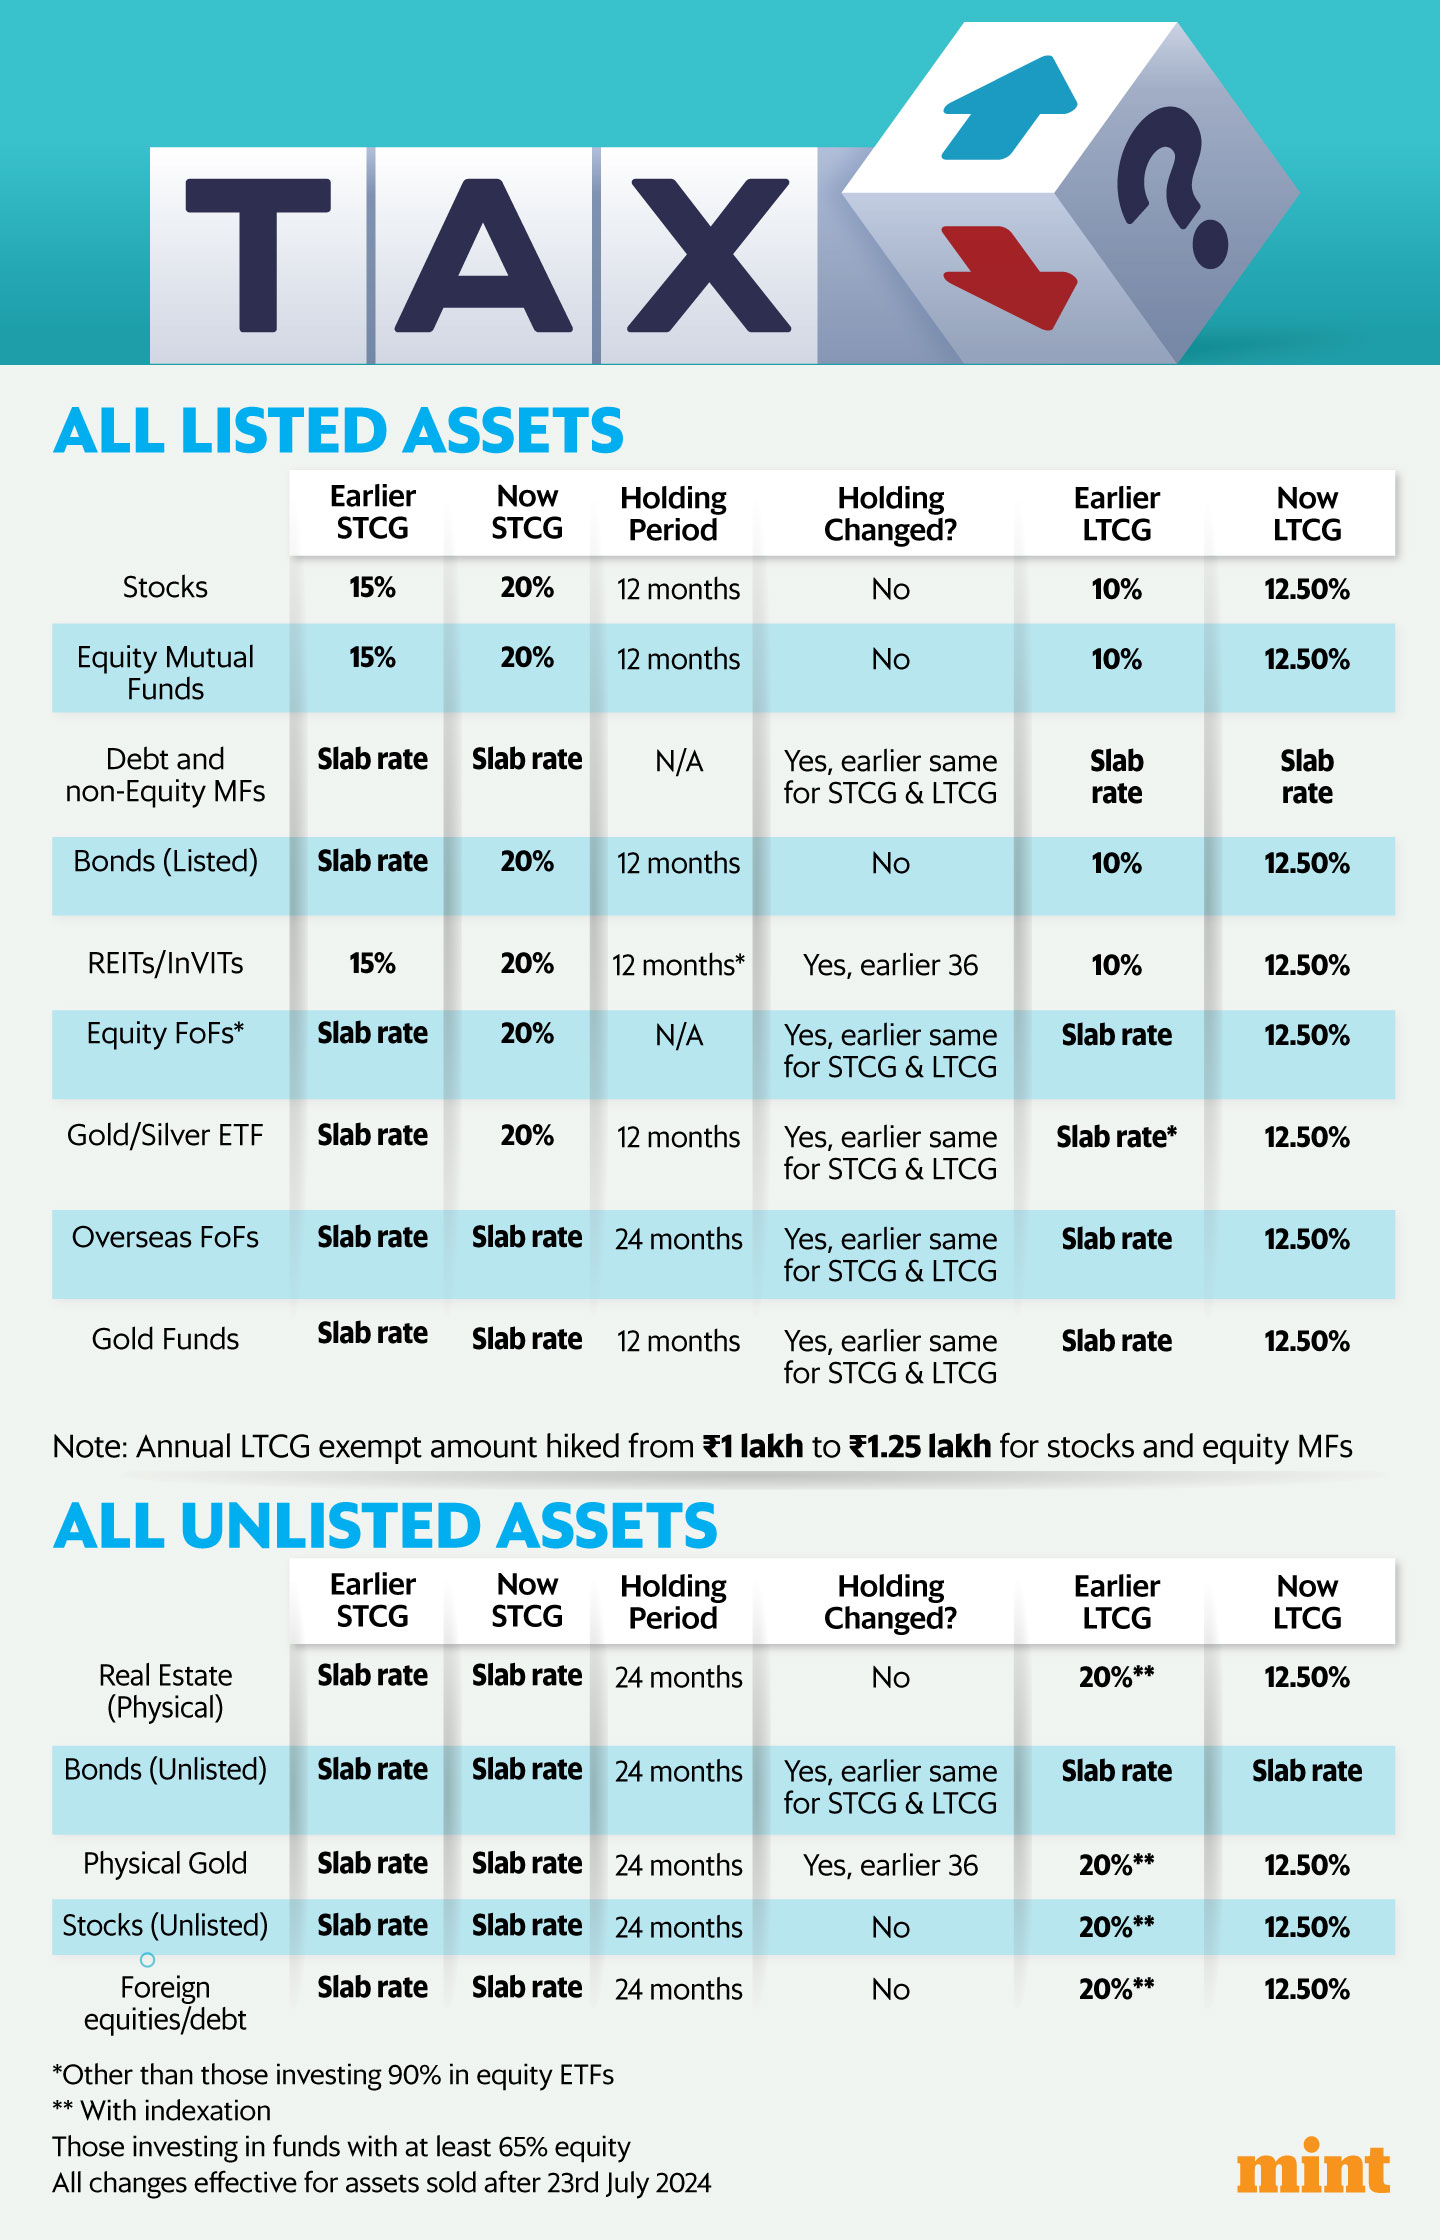 TAX ?
ALL LISTED ASSETS
Earlier STCG Now STCG Holding Period Holding Changed? Earlier LTCG Now LTCG
Stocks 15% 20% 12 months No 10% 12.50%
Equity Mutual Funds 15% 20% 12 months No 10% 12.50%
Debt and non-Equity MFs Slab rate Slab rate N/A Yes, earlier same for STCG & LTCG Slab rate Slab rate
Bonds (Listed) Slab rate 20% 12 months No 10% 12.50%
REITs/InVITs 15% 20% 12 months* Yes, earlier 36 10% 12.50%
Equity FoFs* Slab rate 20% N/A Yes, earlier same for STCG & LTCG Slab rate 12.50%
Gold/Silver ETF Slab rate 20% 12 months Yes, earlier same for STCG & LTCG Slab rate* 12.50%
Overseas FoFs Slab rate Slab rate 24 months Yes, earlier same for STCG & LTCG Slab rate 12.50%
Gold Funds Slab rate Slab rate 12 months Yes, earlier same for STCG & LTCG Slab rate 12.50%
Note: Annual LTCG exempt amount hiked from ₹1 lakh to ₹1.25 lakh for stocks and equity MFs
ALL UNLISTED ASSETS
Earlier STCG Now STCG Holding Period Holding Changed? Earlier LTCG Now LTCG
Real Estate (Physical) Slab rate Slab rate 24 months No 20%** 12.50%
Bonds (Unlisted) Slab rate Slab rate 24 months Yes, earlier same for STCG & LTCG Slab rate Slab rate
Physical Gold Slab rate Slab rate 24 months Yes, earlier 36 20%** 12.50%
Stocks (Unlisted) Slab rate Slab rate 24 months No 20%** 12.50%
Foreign equities/debt Slab rate Slab rate 24 months No 20%** 12.50%
*Other than those investing 90% in equity ETFs
** With indexation
Those investing in funds with at least 65% equity
All changes effective for assets sold after 23rd July 2024
mint